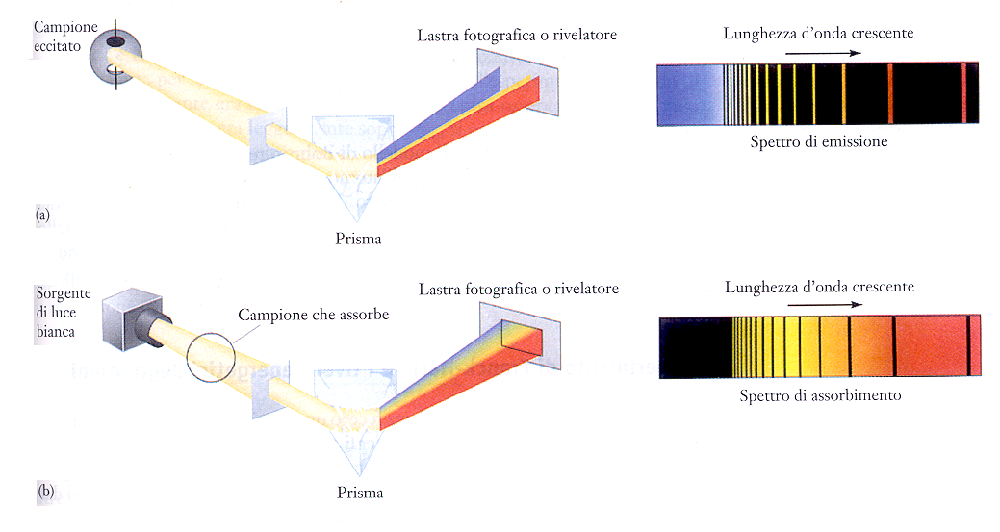 Campione
eccitato
Lastra fotografica o rivelatore
Lunghezza d'onda crescente
Spettro di emissione
Prisma
(a)
Sorgente
di luce
bianca
Campione che assorbe
Lastra fotografica o rivelatore
Lunghezza d'onda crescente
Spettro di assorbimento
Prisma
(b)